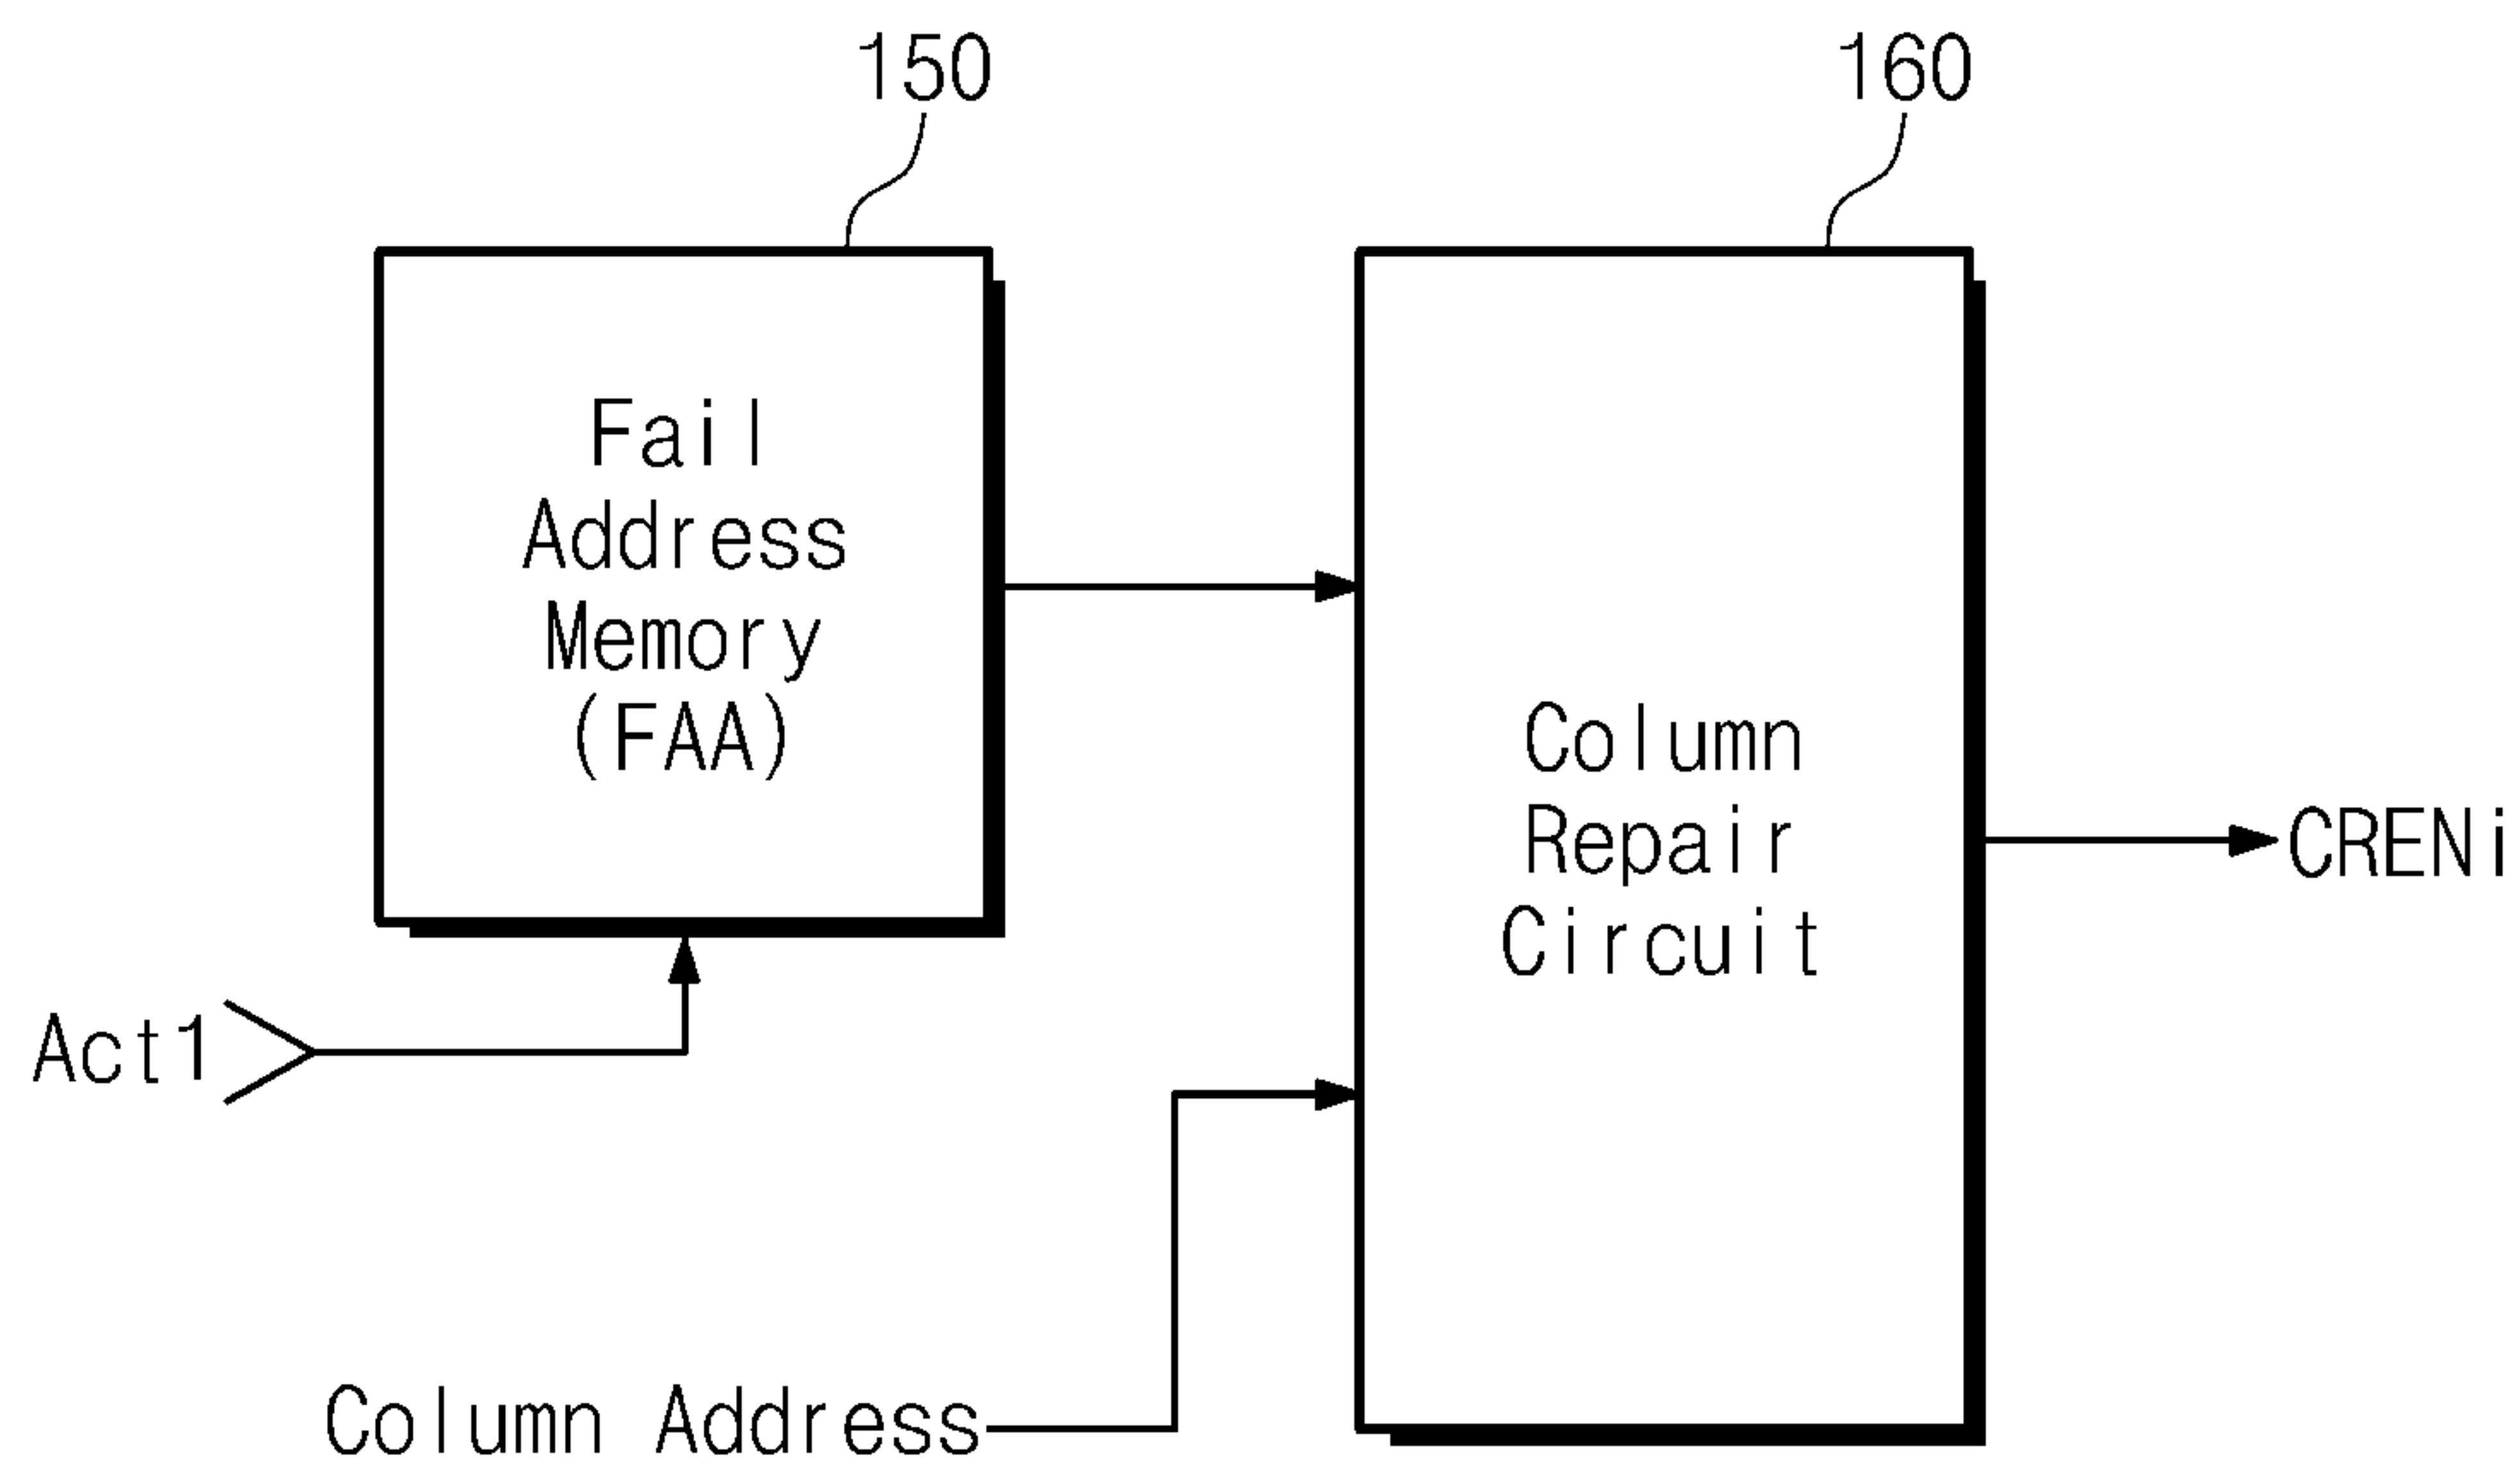 150
160
Fail
Address
Memory
(FAA)
Column
Repair
Circuit
CRENi
Act1
Column Address